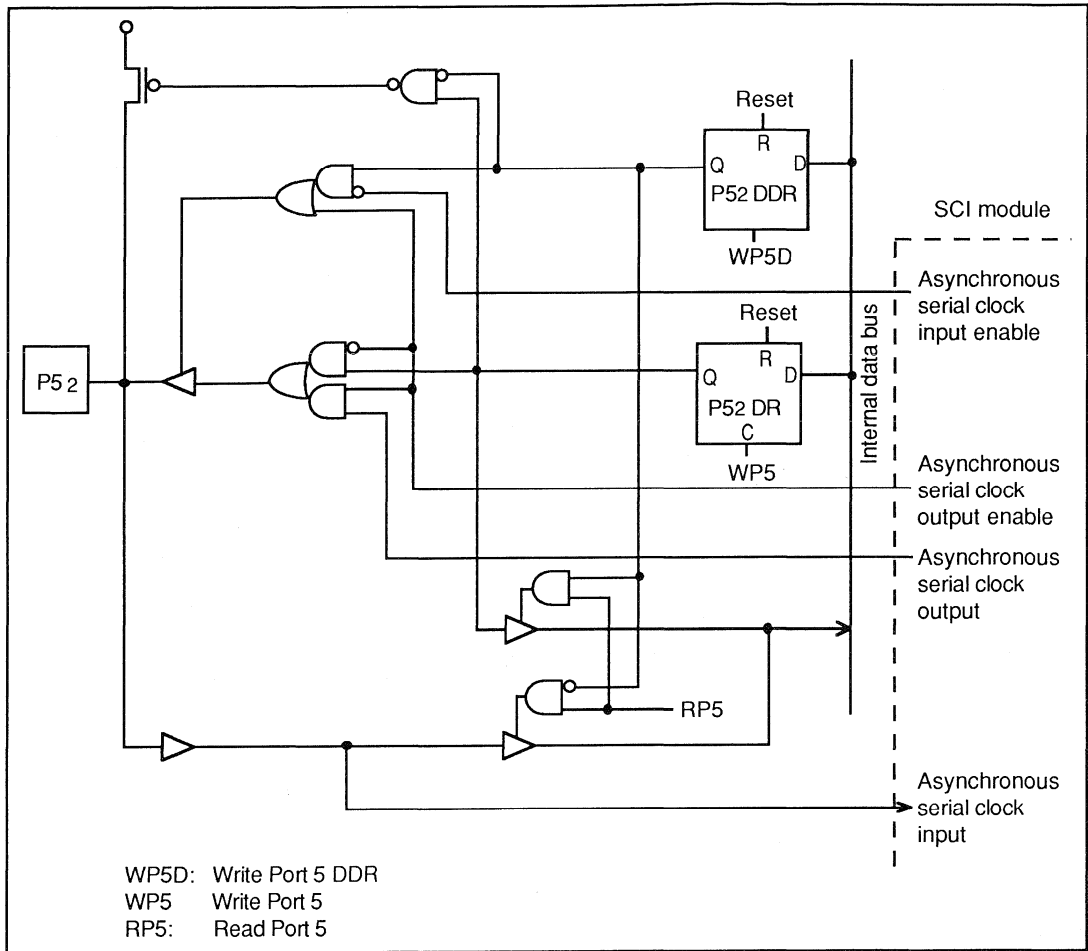 Reset
R
Q
D
P52 DDR
WP5D
SCI module
Asynchronous
serial clock
input enable
Reset
R
Q
D
P52 DR
C
WP5
Internal data bus
P5 2
Asynchronous
serial clock
output enable
Asynchronous
serial clock
output
RP5
Asynchronous
serial clock
input
WP5D: Write Port 5 DDR
WP5 Write Port 5
RP5: Read Port 5